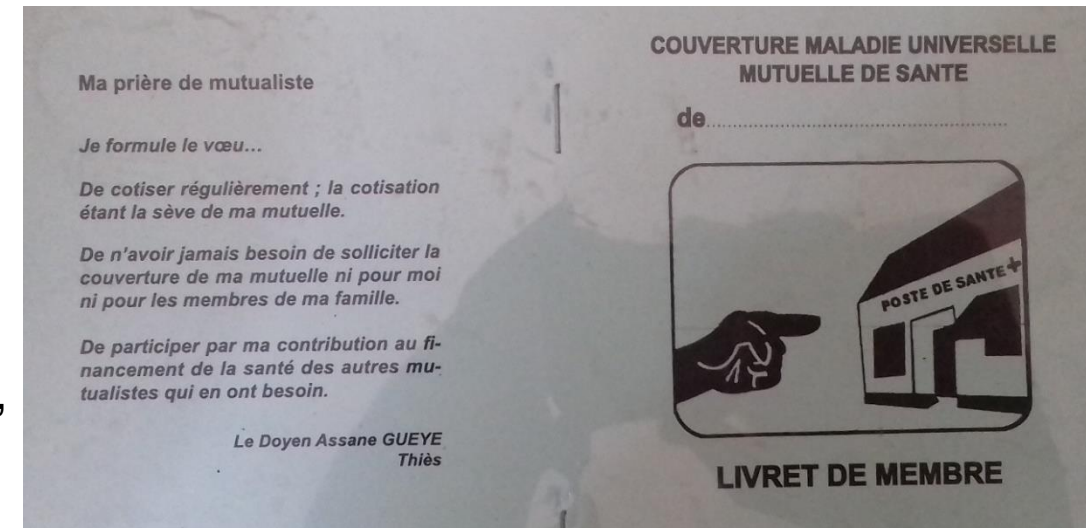 Ma prière de mutualiste
Je formule le vœu...
De cotiser régulièrement ; la cotisation
étant la sève de ma mutuelle.
De n'avoir jamais besoin de solliciter la
couverture de ma mutuelle ni pour moi
ni pour les membres de ma famille.
De participer par ma contribution au fi-
nancement de la santé des autres mu-
tualistes qui en ont besoin.
Le Doyen Assane GUEYE
Thiès
COUVERTURE MALADIE UNIVERSELLE
MUTUELLE DE SANTE
de
POSTE DE SANTE
LIVRET DE MEMBRE